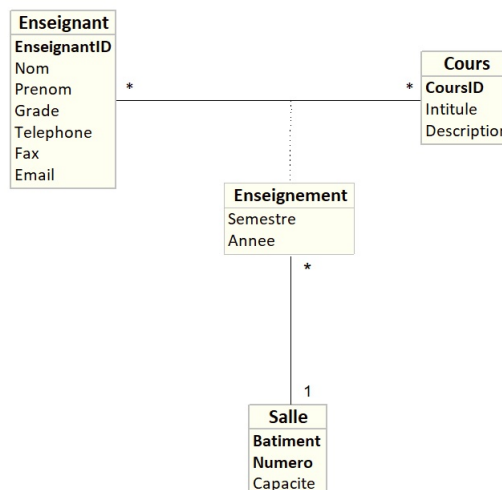 Enseignant
EnseignantID
Nom
Prenom
Grade
Telephone
Fax
Email
*
*
Cours
CoursID
Intitule
Description
Enseignement
Semestre
Annee
*
1
Salle
Batiment
Numero
Capacite